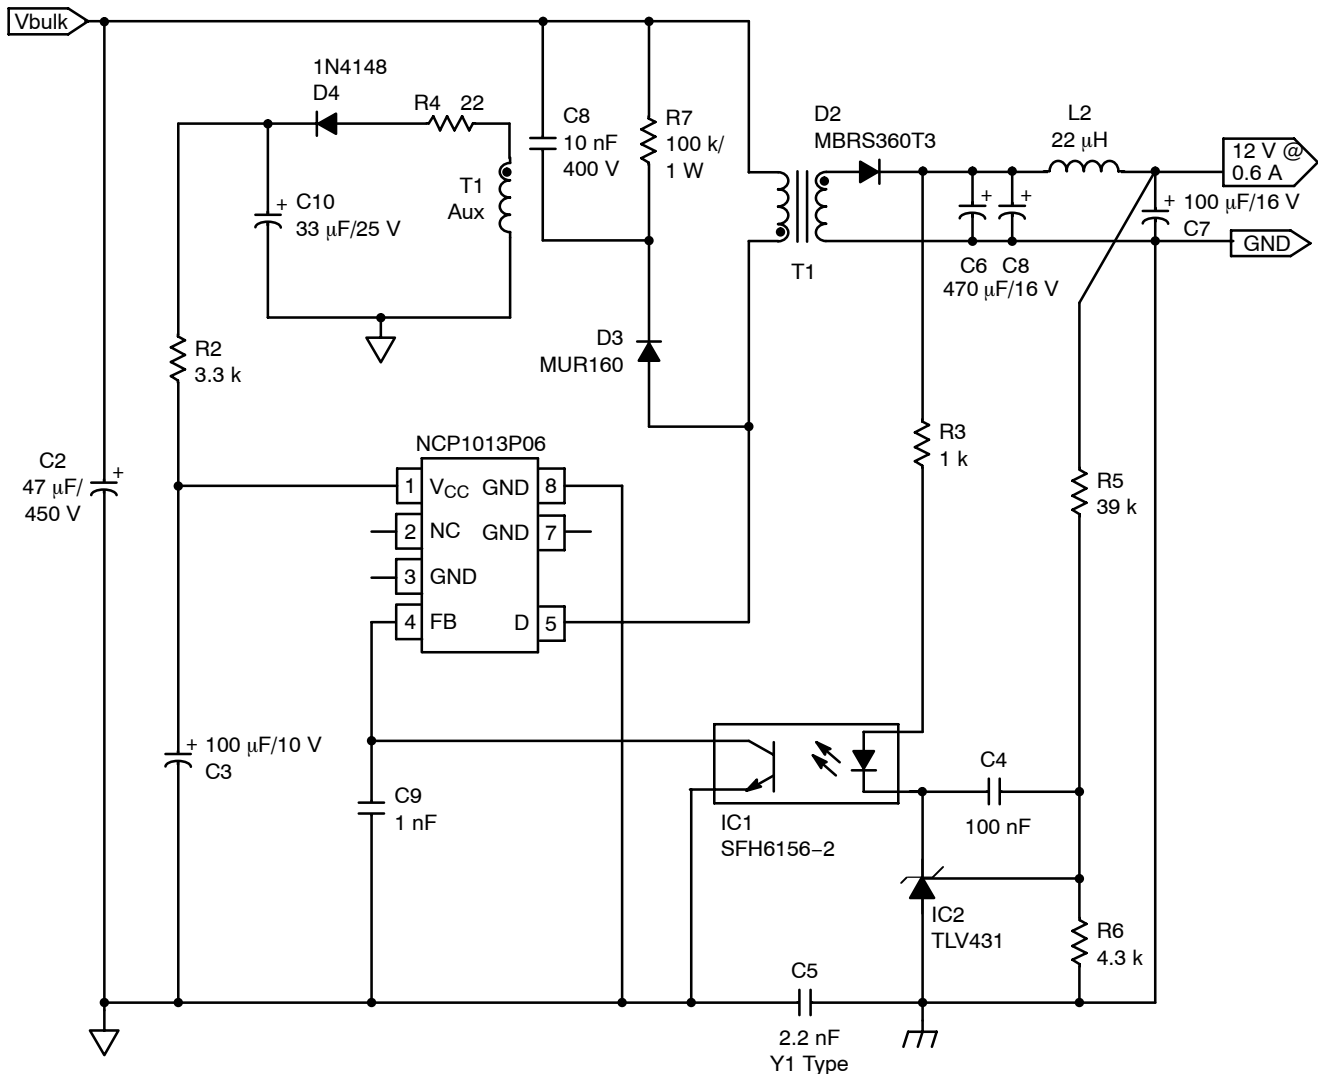 Vbulk
1N4148
D4
R4 22
C8
10 nF
400 V
R7
100 k/
1 W
D2
MBRS360T3
L2
22 μH
12 V @
0.6 A
T1
Aux
+ C10
33 μF/25 V
+
+
+ 100 μF/16 V
C7
GND
T1
C6 C8
470 μF/16 V
R2
3.3 k
D3
MUR160
R3
1 k
NCP1013P06
C2
47 μF/
450 V
+
1 VCC GND 8
2 NC GND 7
3 GND
4 FB D 5
R5
39 k
+ 100 μF/10 V
C3
C9
1 nF
IC1
SFH6156−2
C4
100 nF
IC2
TLV431
R6
4.3 k
C5
2.2 nF
Y1 Type